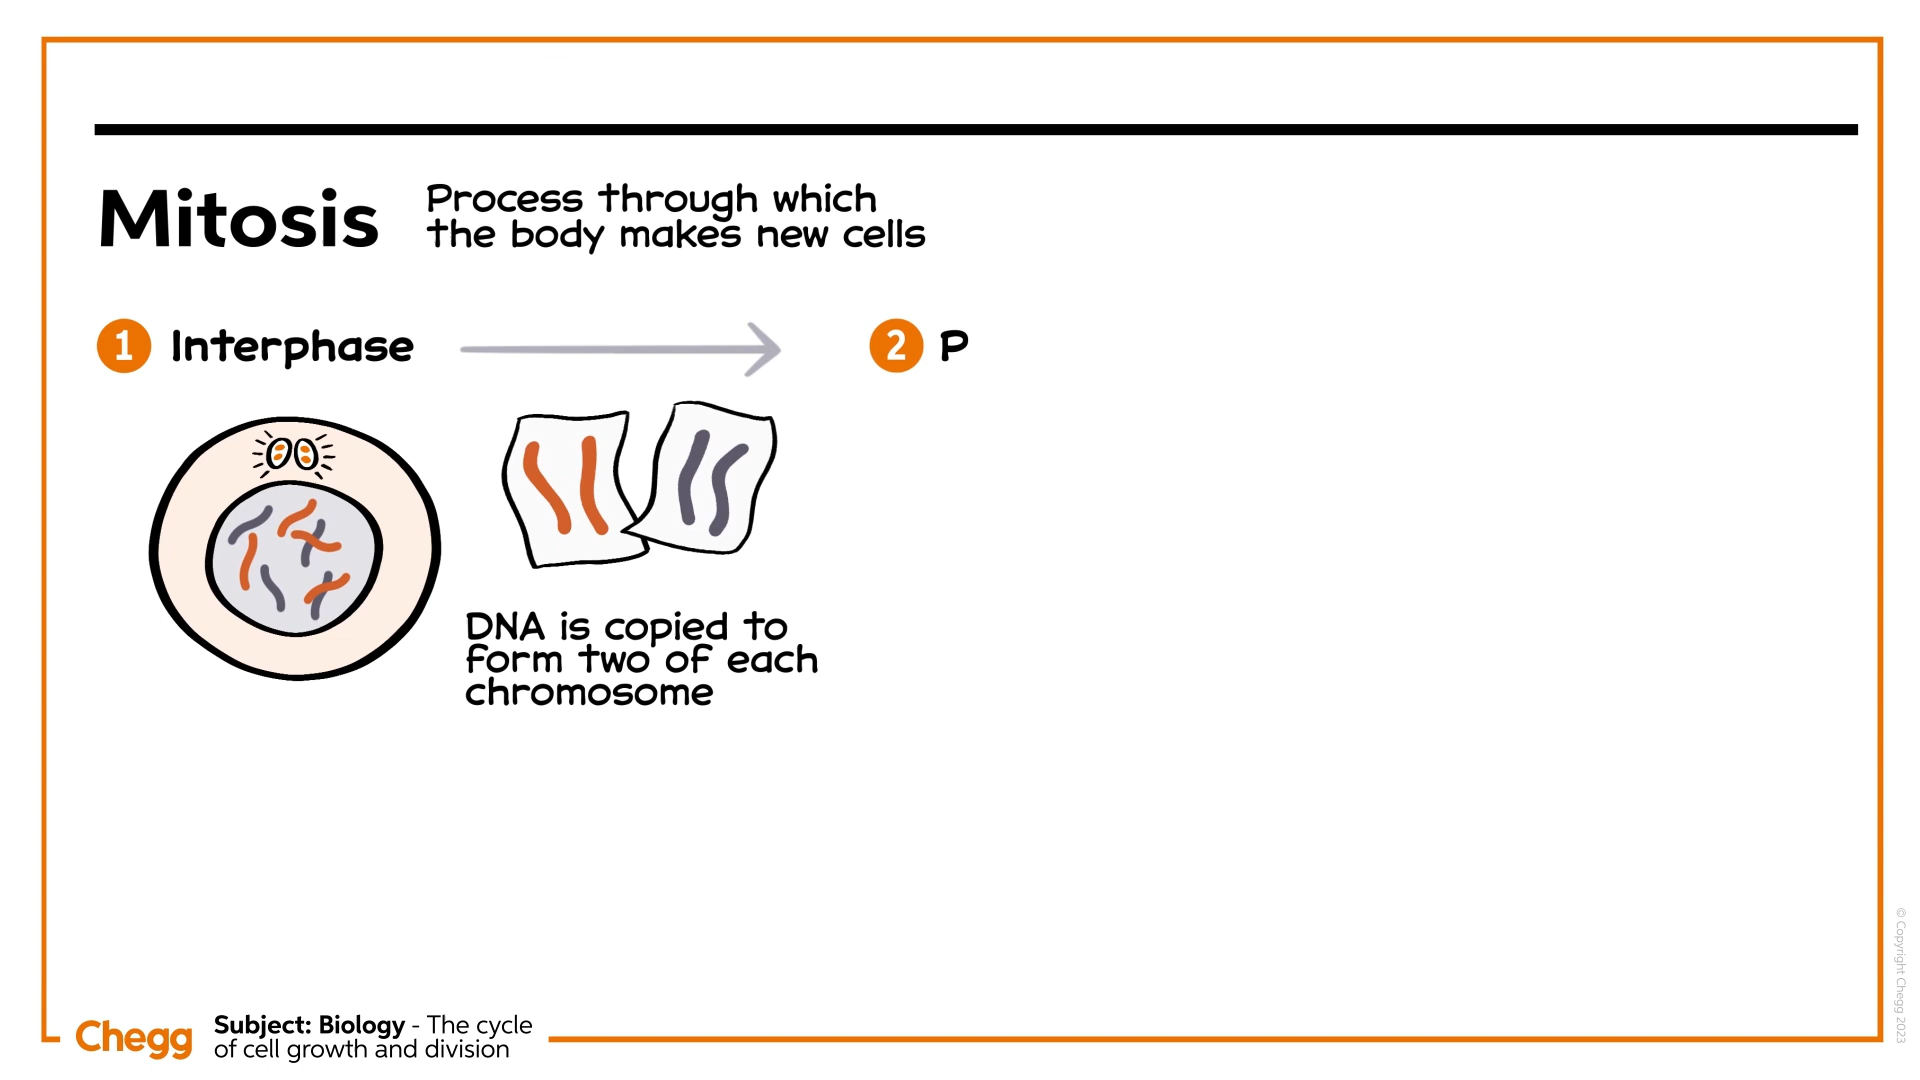 Mitosis
Process through which
the body makes new cells
1 Interphase
2 P
DNA is copied to
form two of each
chromosome
Chegg
Subject: Biology - The cycle
of cell growth and division
© Copyright Chegg 2023